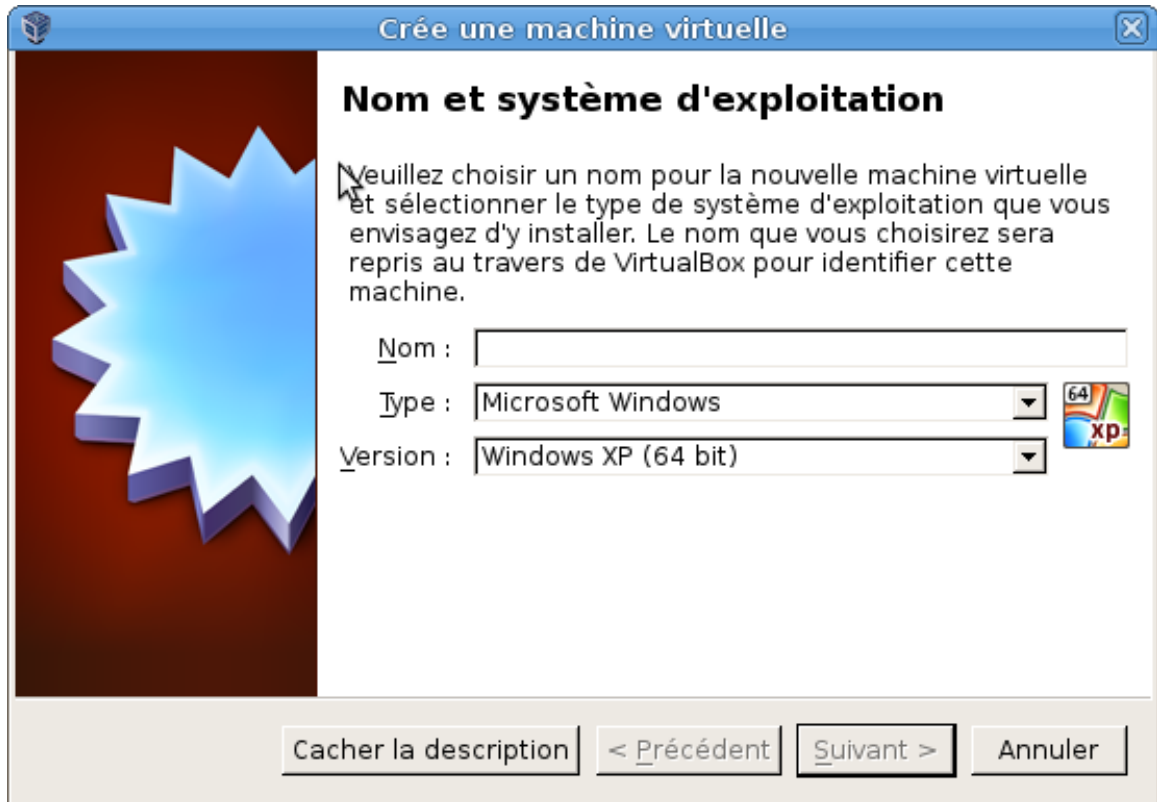 Crée une machine virtuelle
Nom et système d'exploitation
Veuillez choisir un nom pour la nouvelle machine virtuelle
et sélectionner le type de système d'exploitation que vous
envisagez d'y installer. Le nom que vous choisirez sera
repris au travers de VirtualBox pour identifier cette
machine.
Nom :
Type : Microsoft Windows
64
xp
Version : Windows XP (64 bit)
Cacher la description < Précédent Suivant > Annuler